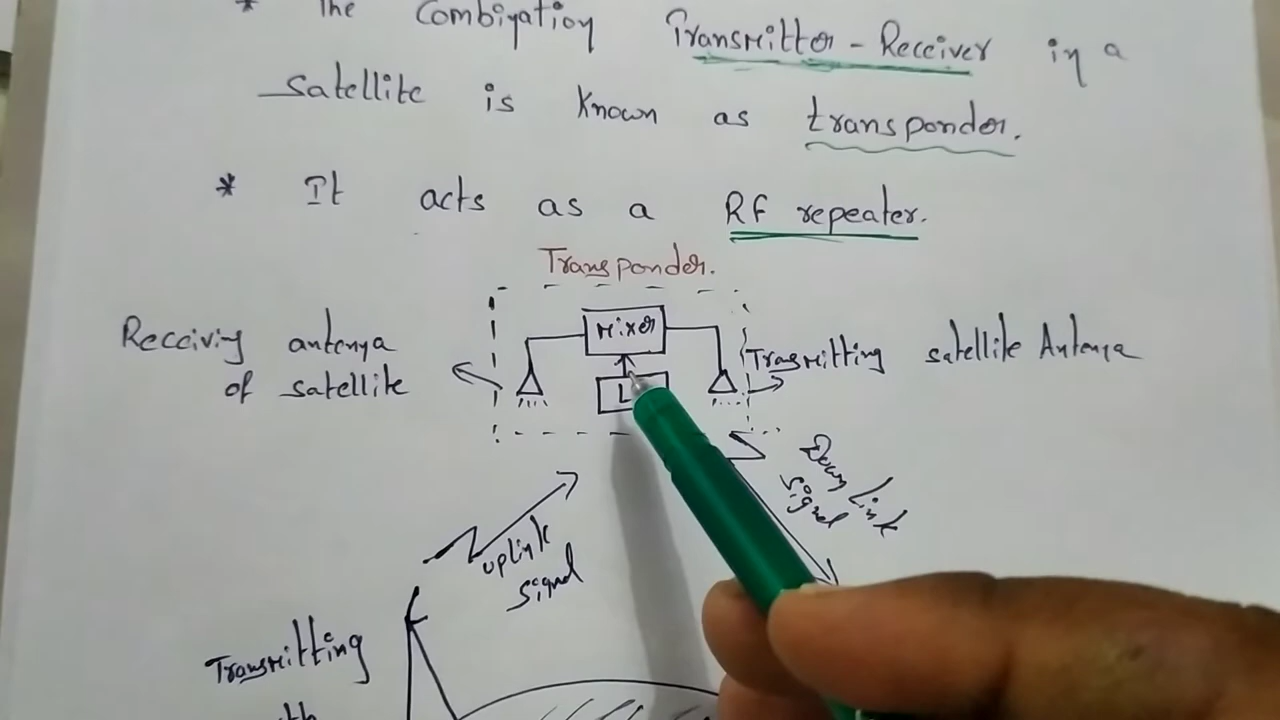 * The Combination Transmitter - Receiver in a
satellite is known as transponder.
* It acts as a RF repeater.
Transponder.
Receiving antenna
of satellite
Mixer
L
Trasmitting satellite Antenna
Down link
signal
uplink
signal
Transmitting